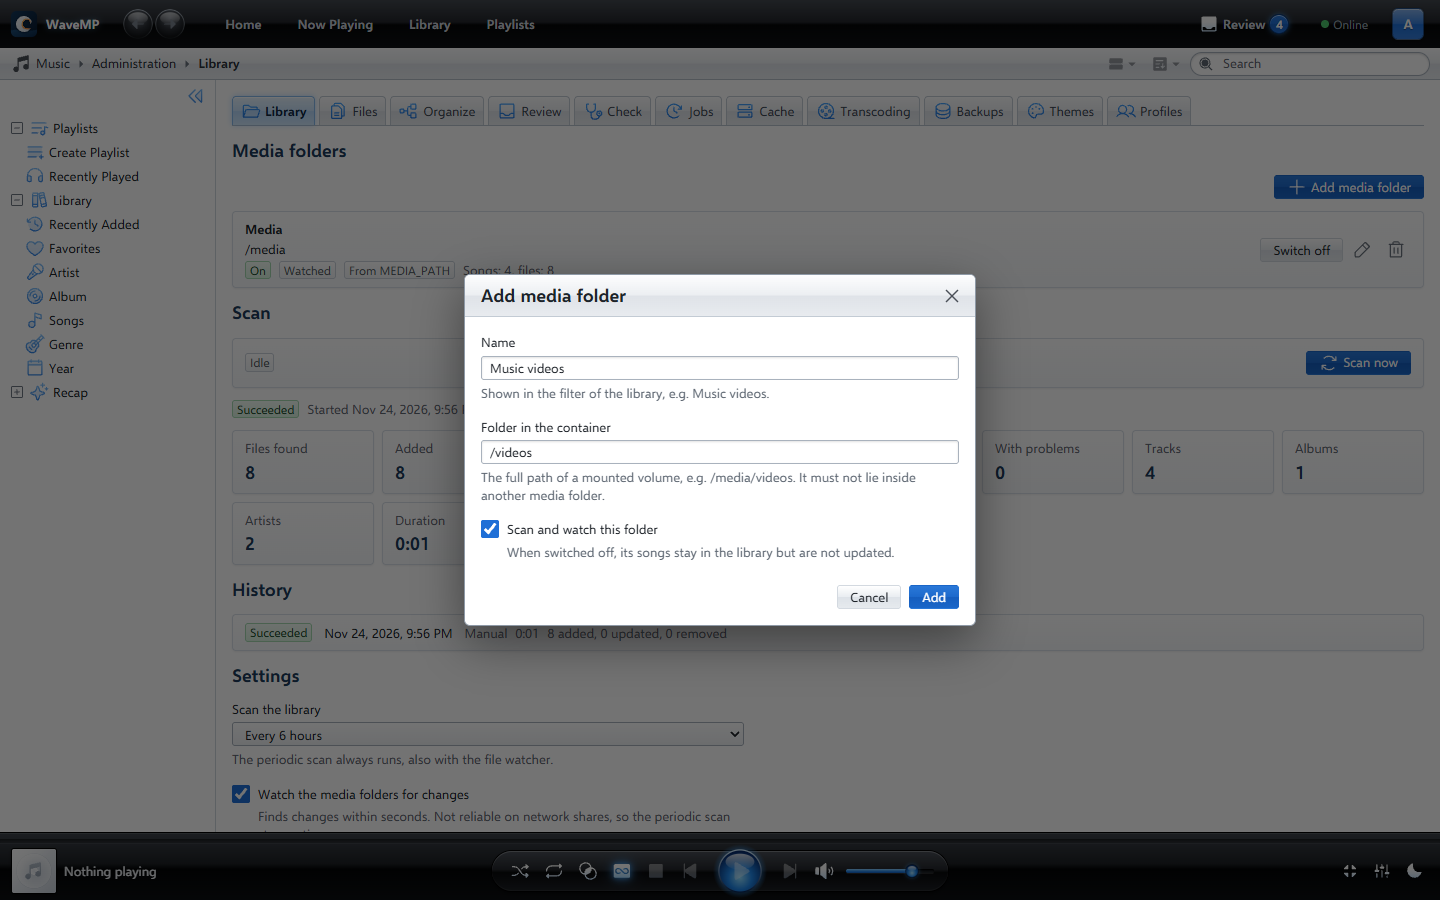 WaveMP
Home
Now Playing
Library
Playlists
Review 4
Online
A
Music
Administration
Library
Search
Playlists
Create Playlist
Recently Played
Library
Recently Added
Favorites
Artist
Album
Songs
Genre
Year
Recap
Library
Files
Organize
Review
Check
Jobs
Cache
Transcoding
Backups
Themes
Profiles
Media folders
Add media folder
Media
/media
On
Watched
From MEDIA_PATH
Songs: 4, files: 8
Switch off
Scan
Idle
Scan now
Succeeded
Started Nov 24, 2026, 9:56
Files found
8
Added
8
With problems
0
Tracks
4
Albums
1
Artists
2
Duration
0:01
History
Succeeded
Nov 24, 2026, 9:56 PM
Manual
0:01
8 added, 0 updated, 0 removed
Settings
Scan the library
Every 6 hours
The periodic scan always runs, also with the file watcher.
Watch the media folders for changes
Finds changes within seconds. Not reliable on network shares, so the periodic scan
Add media folder
Name
Music videos
Shown in the filter of the library, e.g. Music videos.
Folder in the container
/videos
The full path of a mounted volume, e.g. /media/videos. It must not lie inside
another media folder.
Scan and watch this folder
When switched off, its songs stay in the library but are not updated.
Cancel
Add
Nothing playing